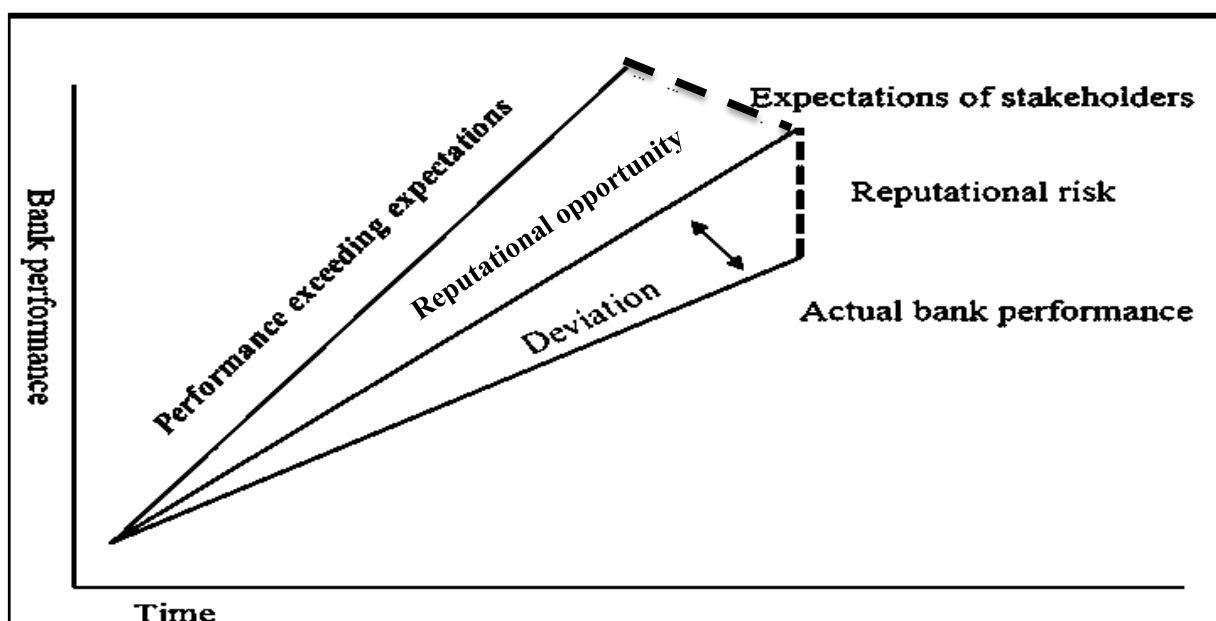 Expectations of stakeholders
Performance exceeding expectations
Reputational opportunity
Reputational risk
Bank performance
Deviation
Actual bank performance
Time